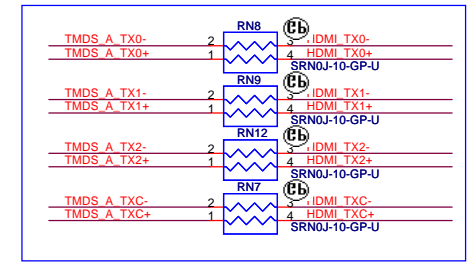 RN8
TMDS_A_TX0- 2 3 HDMI_TX0-
TMDS_A_TX0+ 1 4 HDMI_TX0+
SRN0J-10-GP-U
RN9
TMDS_A_TX1- 2 3 HDMI_TX1-
TMDS_A_TX1+ 1 4 HDMI_TX1+
SRN0J-10-GP-U
RN12
TMDS_A_TX2- 2 3 HDMI_TX2-
TMDS_A_TX2+ 1 4 HDMI_TX2+
SRN0J-10-GP-U
RN7
TMDS_A_TXC- 2 3 HDMI_TXC-
TMDS_A_TXC+ 1 4 HDMI_TXC+
SRN0J-10-GP-U